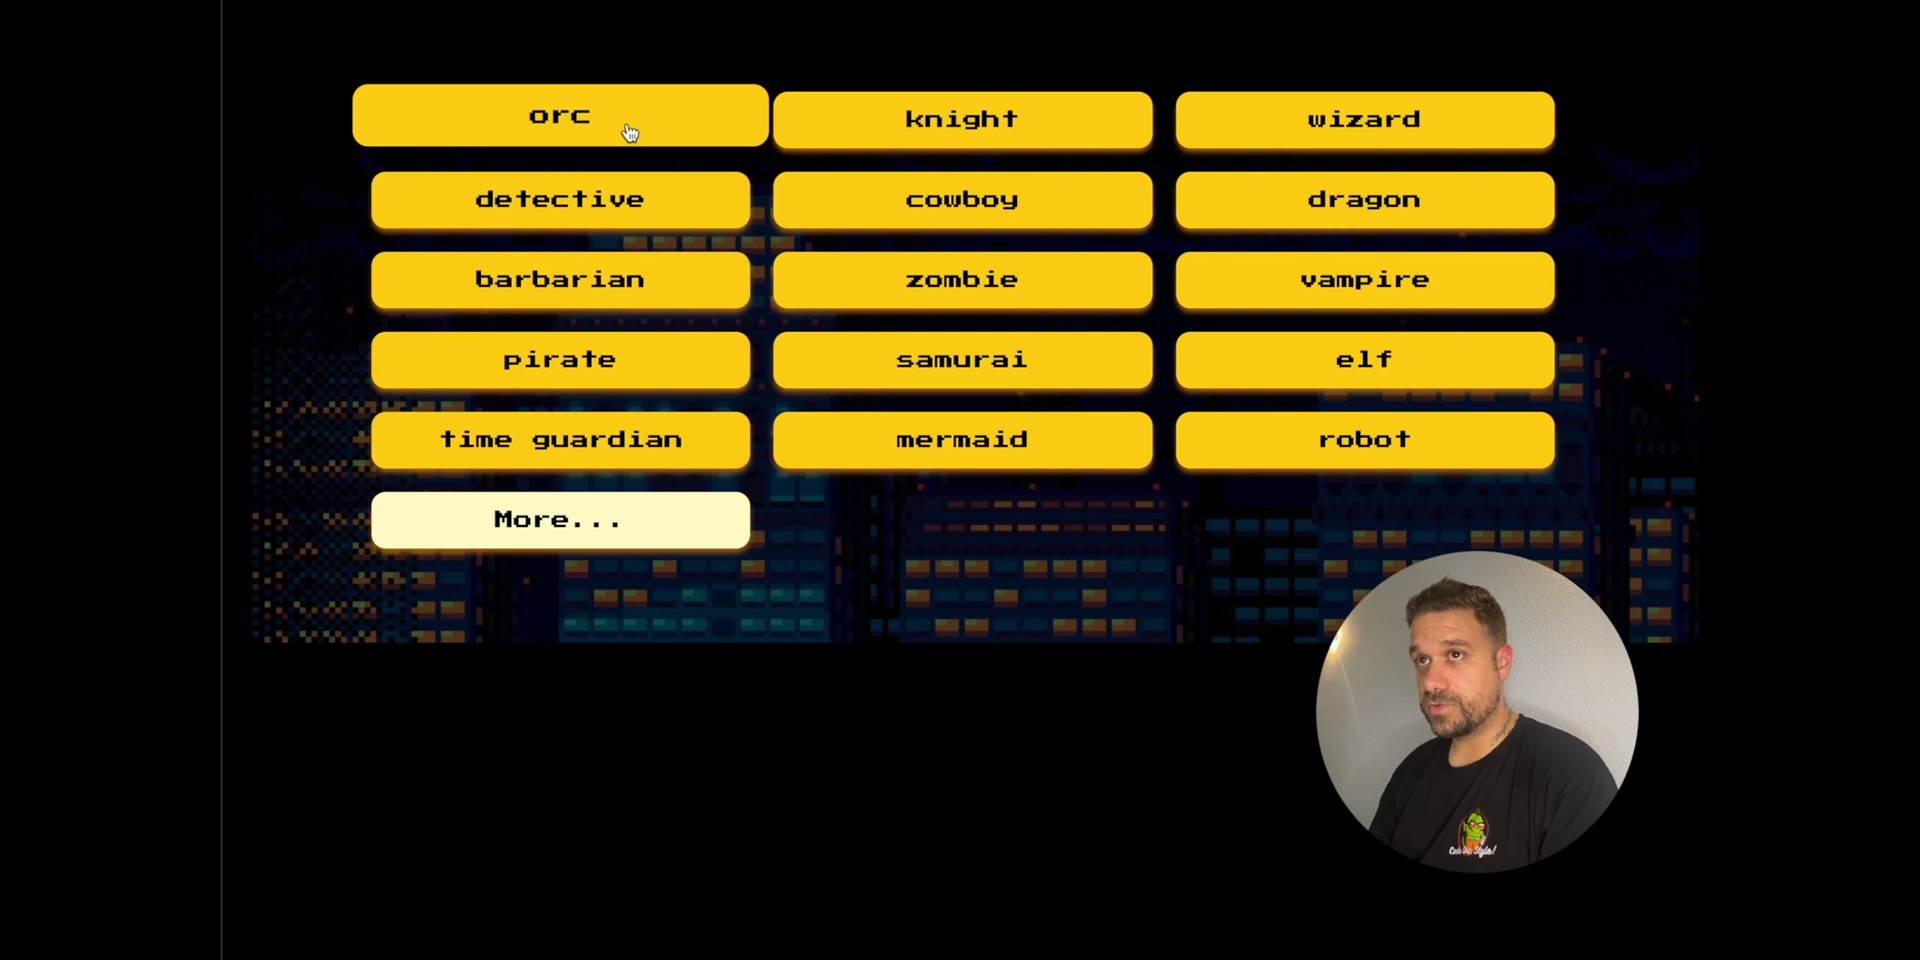 orc
knight
wizard
detective
cowboy
dragon
barbarian
zombie
vampire
pirate
samurai
elf
time guardian
mermaid
robot
More...